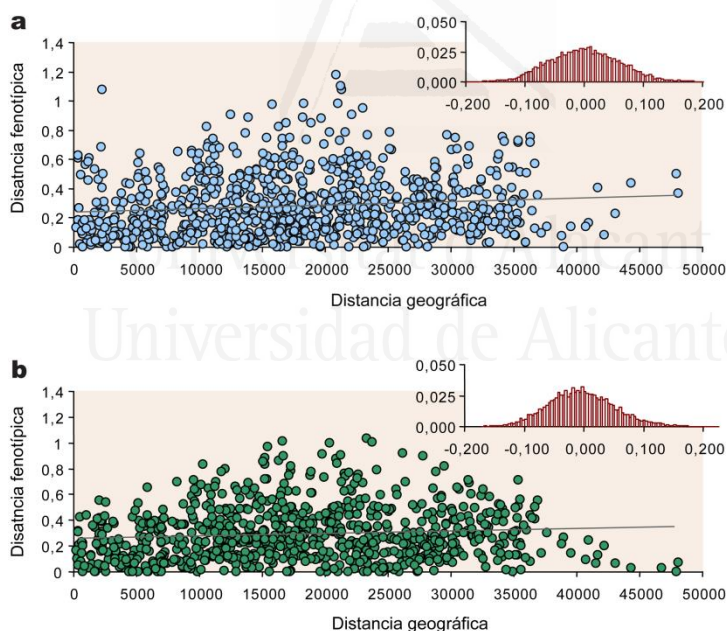 a
0,050
0,025
0,000
-0,200 -0,100 0,000 0,100 0,200
Disatncia fenotípica
1,4
1,2
1
0,8
0,6
0,4
0,2
0
0 5000 10000 15000 20000 25000 30000 35000 40000 45000 50000
Distancia geográfica
Universitat d'Alacant
Universidad de Alicante
b
0,050
0,025
0,000
-0,200 -0,100 0,000 0,100 0,200
Disatncia fenotípica
1,4
1,2
1
0,8
0,6
0,4
0,2
0
0 5000 10000 15000 20000 25000 30000 35000 40000 45000 50000
Distancia geográfica